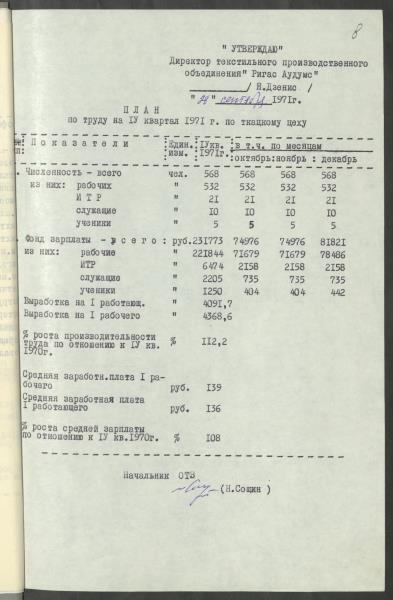 8
" УТВЕРЖДАЮ"
Директор текстильного производственного
объединения" Ригас Аудумс"
/ Я.Дзенис /
" " сентября 1971г.
П Л А Н
по труду на IУ квартал 1971 г. по ткацкому цеху
П о к а з а т е л и : Един. изм. : IУкв. 1971г. : в т.ч. по месяцам
октябрь : ноябрь : декабрь
Численность - всего чел. 568 568 568 568
из них: рабочих " 532 532 532 532
И Т Р " 21 21 21 21
служащие " 10 10 10 10
ученики " 5 5 5 5
Фонд зарплаты - в с е г о : руб. 231773 74976 74976 81821
из них: рабочие " 221844 71679 71679 78486
ИТР " 6474 2158 2158 2158
служащие " 2205 735 735 735
ученики " 1250 404 404 442
Выработка на I работающ. " 4091,7
Выработка на I рабочего " 4368,6
% роста производительности
труда по отношению к IУ кв. % 112,2
1970г.
Средняя заработн.плата I ра-
бочего руб. 139
Средняя заработная плата
I работающего руб. 136
% роста средней зарплаты
по отношению к IУ кв.1970г. % 108
Начальник ОТЗ
(Н.Сощин )